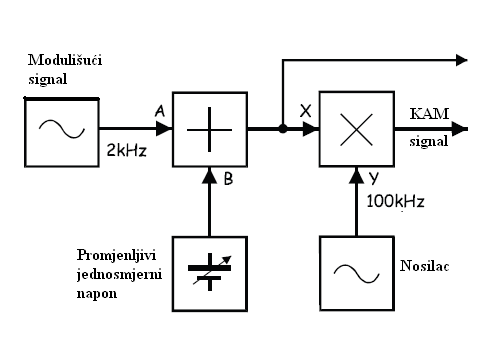 Modulišući
signal
A
2kHz
B
X
KAM
signal
Y
100kHz
Promjenljivi
jednosmjerni
napon
Nosilac